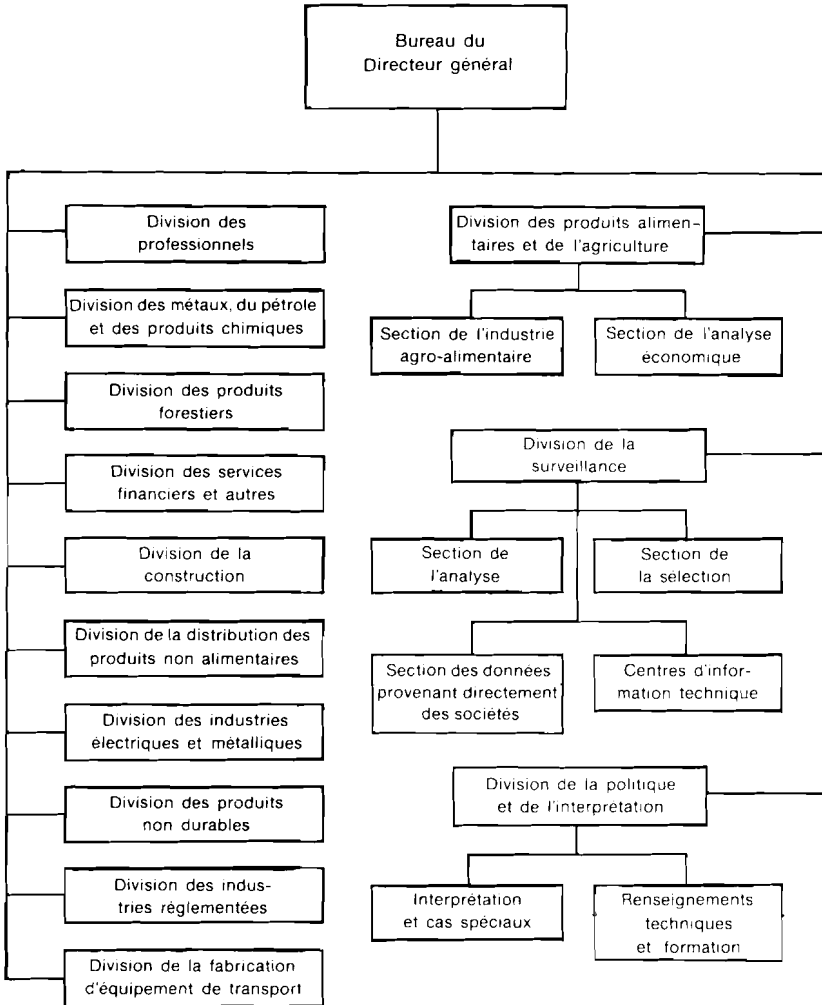 Bureau du
Directeur général
Division des
professionnels
Division des métaux, du pétrole
et des produits chimiques
Division des produits
forestiers
Division des services
financiers et autres
Division de la
construction
Division de la distribution des
produits non alimentaires
Division des industries
électriques et métalliques
Division des produits
non durables
Division des indus-
tries réglementées
Division de la fabrication
d'équipement de transport
Division des produits alimen-
taires et de l'agriculture
Section de l'industrie
agro-alimentaire
Section de l'analyse
économique
Division de la
surveillance
Section de
l'analyse
Section de
la sélection
Section des données
provenant directement
des sociétés
Centres d'infor-
mation technique
Division de la politique
et de l'interprétation
Interprétation
et cas spéciaux
Renseignements
techniques
et formation